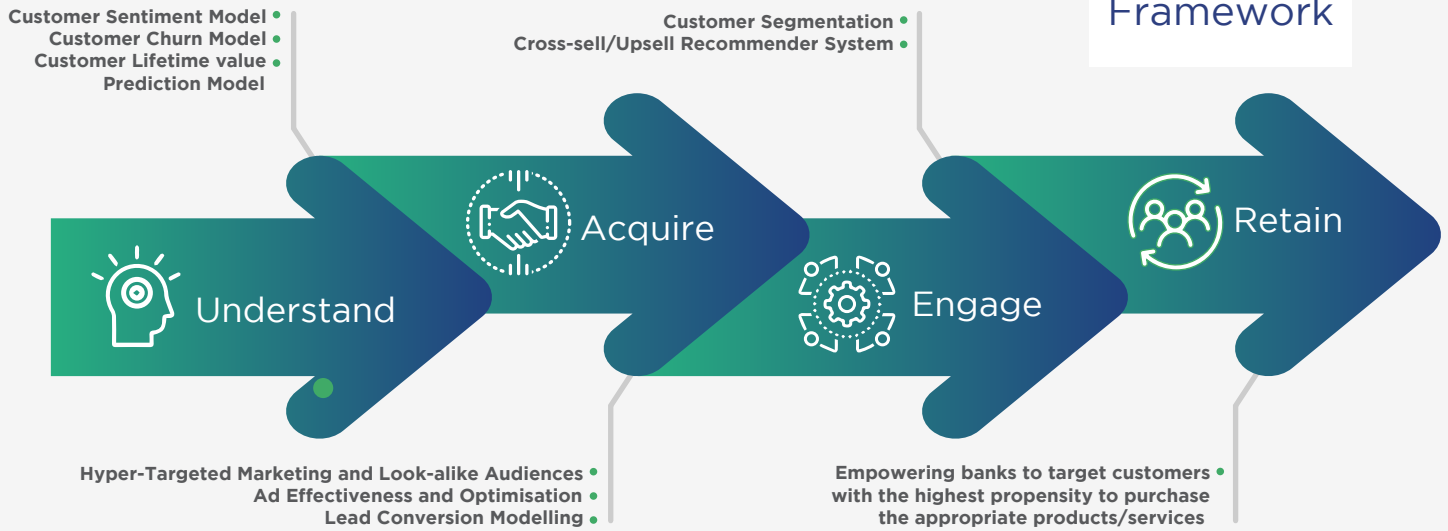 Framework
Customer Sentiment Model
Customer Churn Model
Customer Lifetime value
Prediction Model
Customer Segmentation
Cross-sell/Upsell Recommender System
Understand
Acquire
Engage
Retain
Hyper-Targeted Marketing and Look-alike Audiences
Ad Effectiveness and Optimisation
Lead Conversion Modelling
Empowering banks to target customers
with the highest propensity to purchase
the appropriate products/services